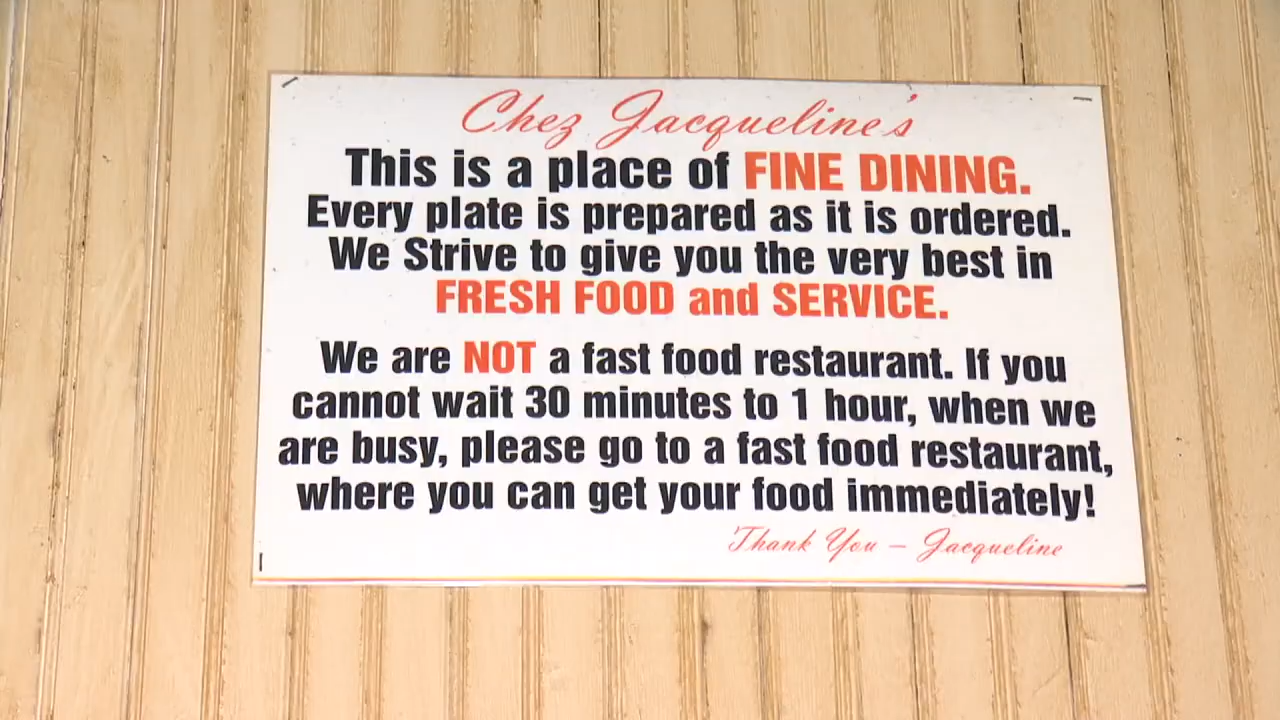 Chez Jacqueline's
This is a place of FINE DINING.
Every plate is prepared as it is ordered.
We Strive to give you the very best in
FRESH FOOD and SERVICE.
We are NOT a fast food restaurant. If you
cannot wait 30 minutes to 1 hour, when we
are busy, please go to a fast food restaurant,
where you can get your food immediately!
Thank You – Jacqueline